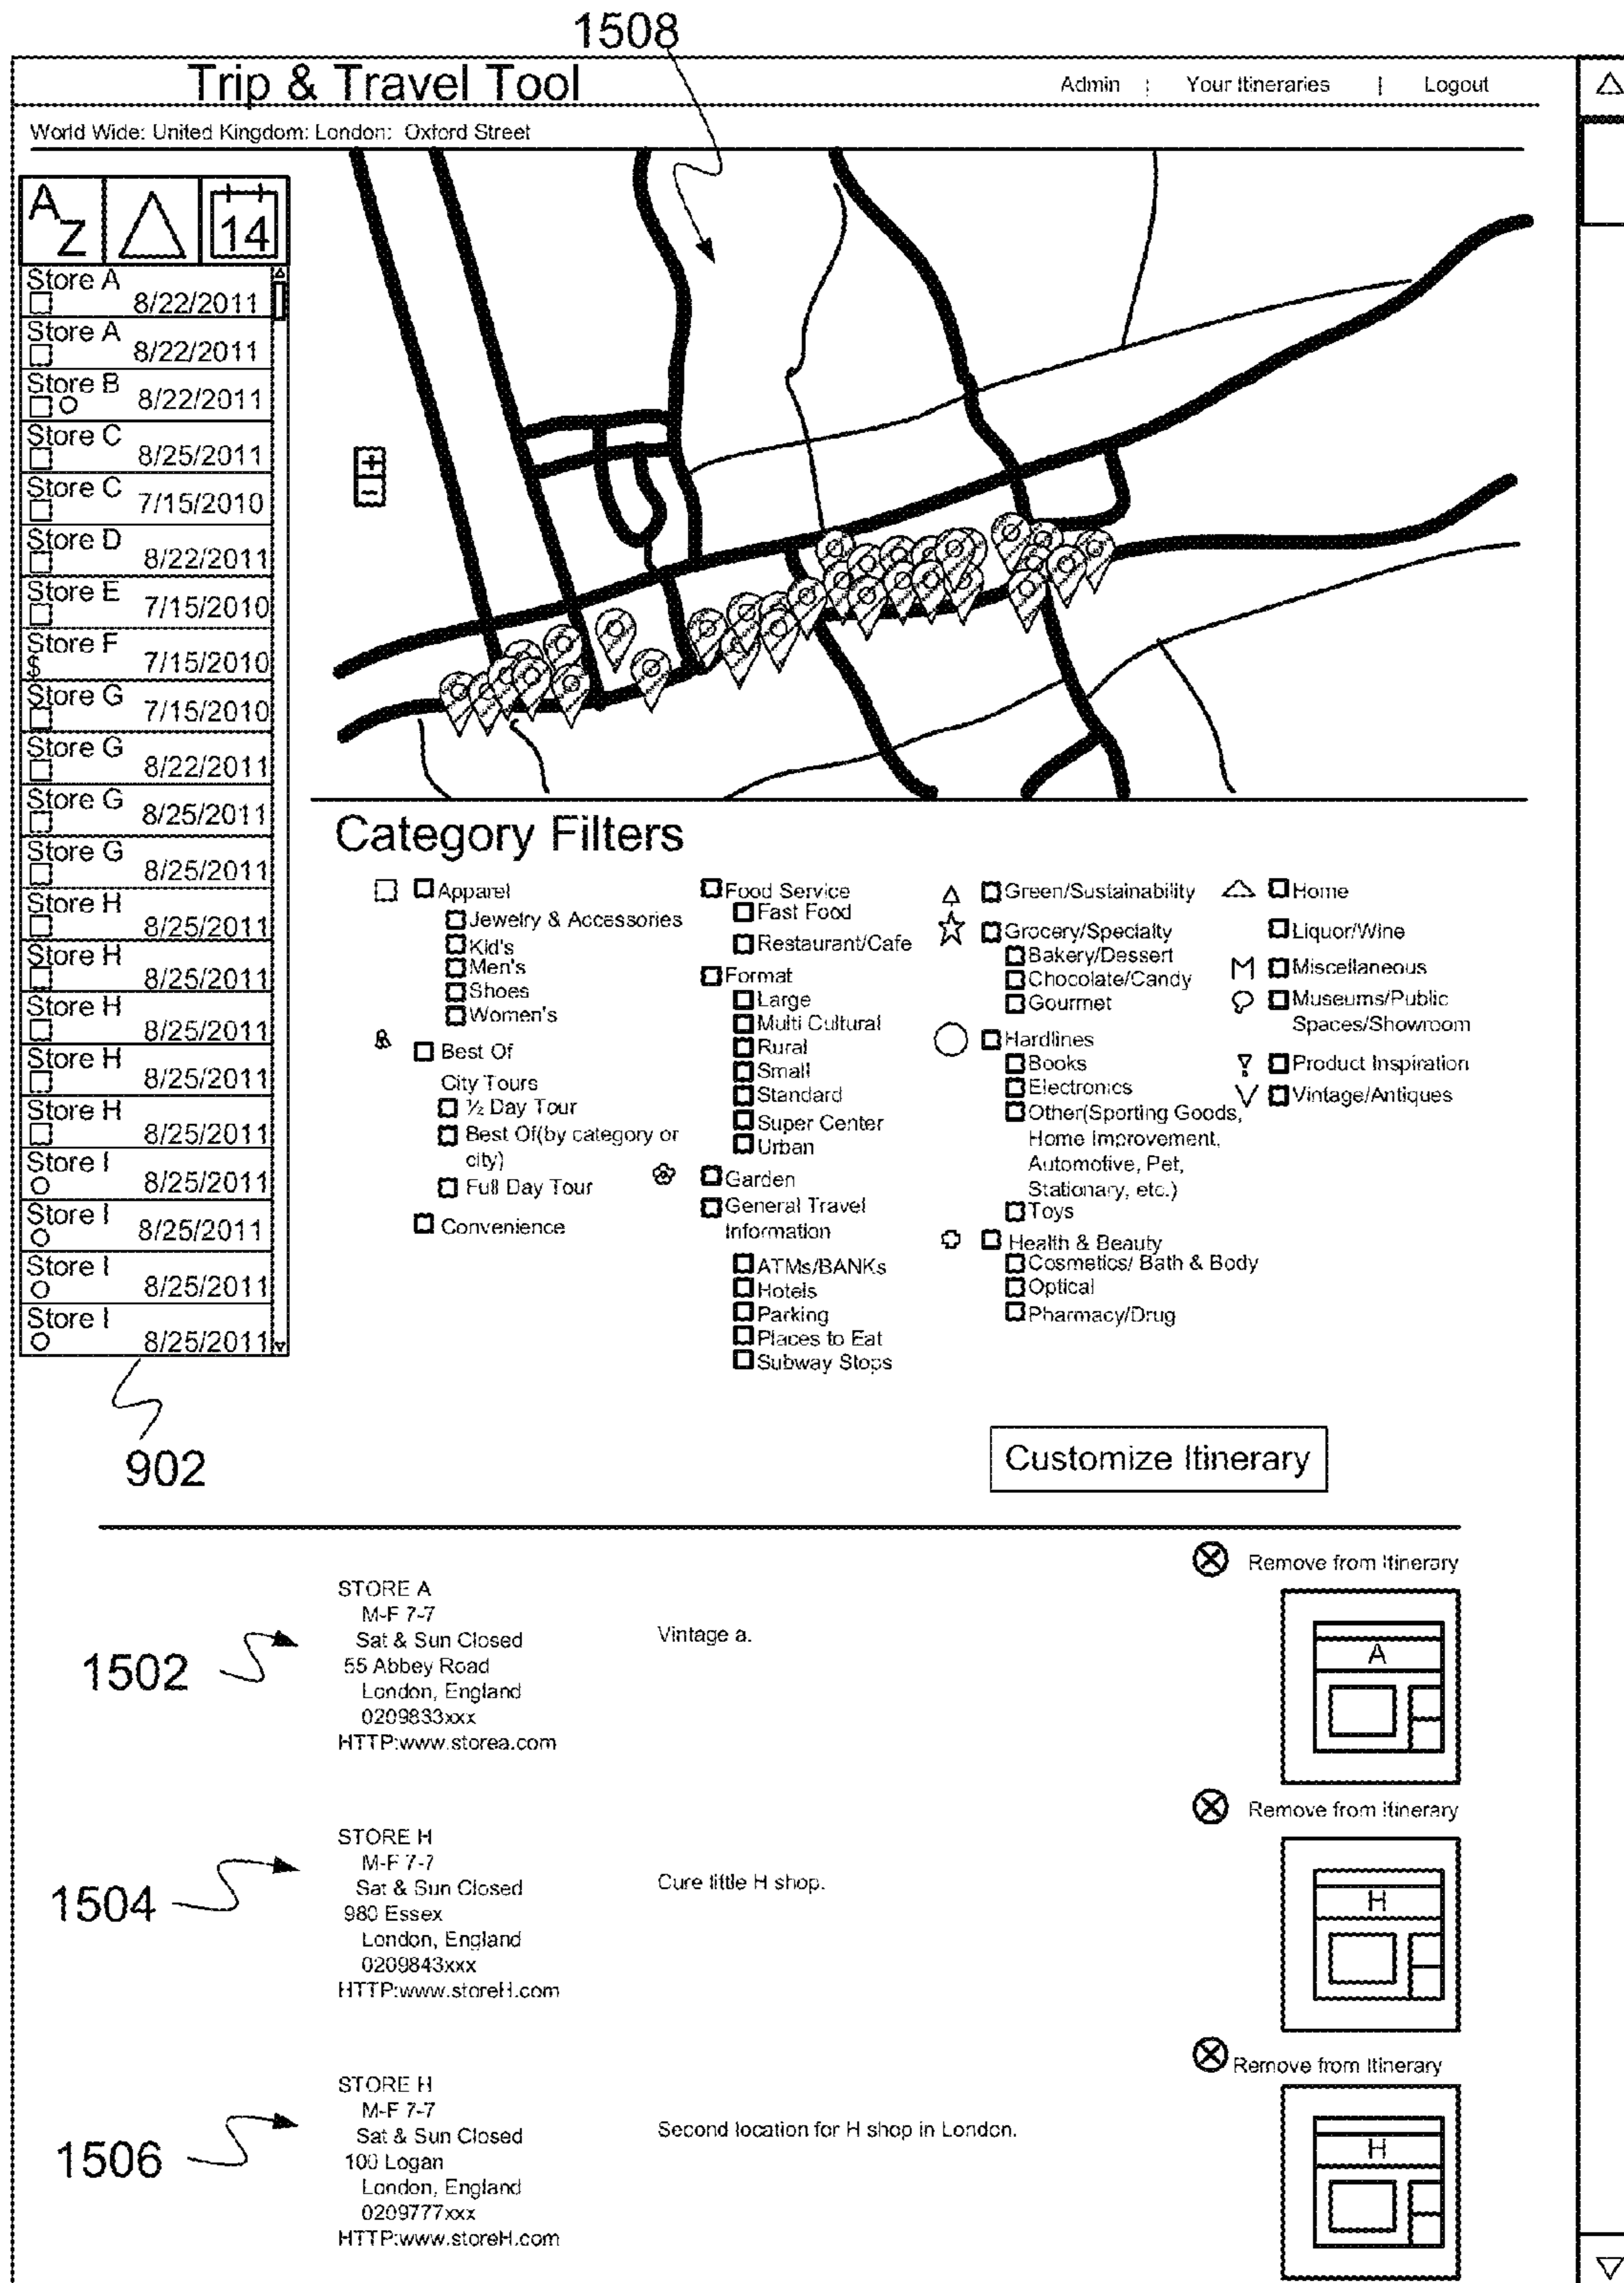 1508
Trip & Travel Tool
Admin ¦ Your Itineraries | Logout
World Wide: United Kingdom: London: Oxford Street
A Z
14
Store A
8/22/2011
Store A
8/22/2011
Store B
8/22/2011
Store C
8/25/2011
Store C
7/15/2010
Store D
8/22/2011
Store E
7/15/2010
Store F
$ 7/15/2010
Store G
7/15/2010
Store G
8/22/2011
Store G
8/25/2011
Store G
8/25/2011
Store H
8/25/2011
Store H
8/25/2011
Store H
8/25/2011
Store H
8/25/2011
Store H
8/25/2011
Store I
8/25/2011
Store I
8/25/2011
Store I
8/25/2011
Store I
8/25/2011
902
+
-
Category Filters
Apparel
Jewelry & Accessories
Kid's
Men's
Shoes
Women's
Best Of
City Tours
½ Day Tour
Best Of(by category or
city)
Full Day Tour
Convenience
Food Service
Fast Food
Restaurant/Cafe
Format
Large
Multi Cultural
Rural
Small
Standard
Super Center
Urban
Garden
General Travel
Information
ATMs/BANKs
Hotels
Parking
Places to Eat
Subway Stops
Green/Sustainability
Grocery/Specialty
Bakery/Dessert
Chocolate/Candy
Gourmet
Hardlines
Books
Electronics
Other(Sporting Goods,
Home Improvement,
Automotive, Pet,
Stationary, etc.)
Toys
Health & Beauty
Cosmetics/ Bath & Body
Optical
Pharmacy/Drug
Home
Liquor/Wine
M Miscellaneous
Museums/Public
Spaces/Showroom
Product Inspiration
V Vintage/Antiques
Customize Itinerary
1502
STORE A
M-F 7-7
Sat & Sun Closed
55 Abbey Road
London, England
0209833xxx
HTTP:www.storea.com
Vintage a.
Remove from Itinerary
A
1504
STORE H
M-F 7-7
Sat & Sun Closed
980 Essex
London, England
0209843xxx
HTTP:www.storeH.com
Cure little H shop.
Remove from Itinerary
H
1506
STORE H
M-F 7-7
Sat & Sun Closed
100 Logan
London, England
0209777xxx
HTTP:www.storeH.com
Second location for H shop in London.
Remove from Itinerary
H